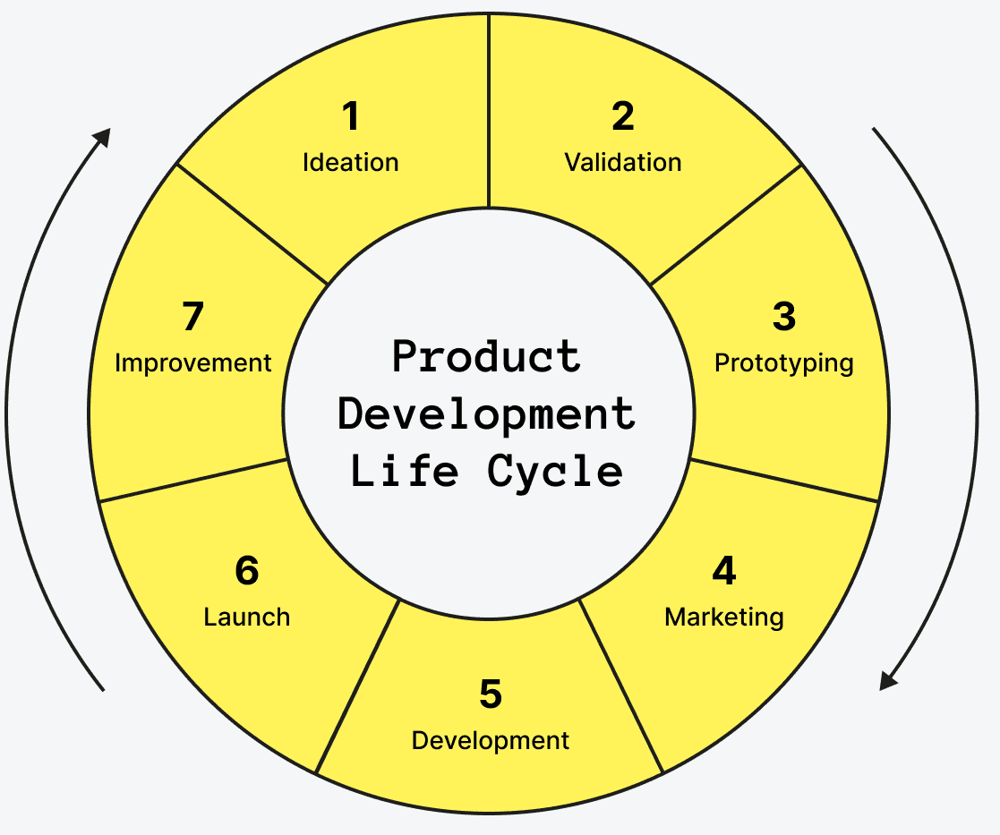 1
Ideation
2
Validation
3
Prototyping
4
Marketing
5
Development
6
Launch
7
Improvement
Product
Development
Life Cycle